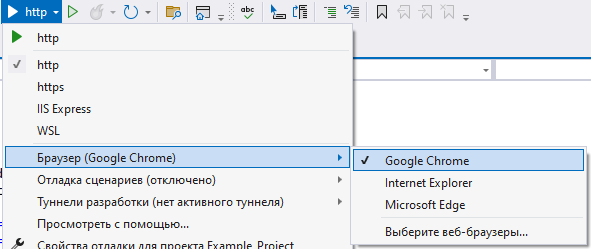 http
http
http
https
IIS Express
WSL
Браузер (Google Chrome)
Google Chrome
Internet Explorer
Microsoft Edge
Выберите веб-браузеры...
Отладка сценариев (отключено)
Туннели разработки (нет активного туннеля)
Просмотреть с помощью...
Свойства отладки для проекта Example_Project